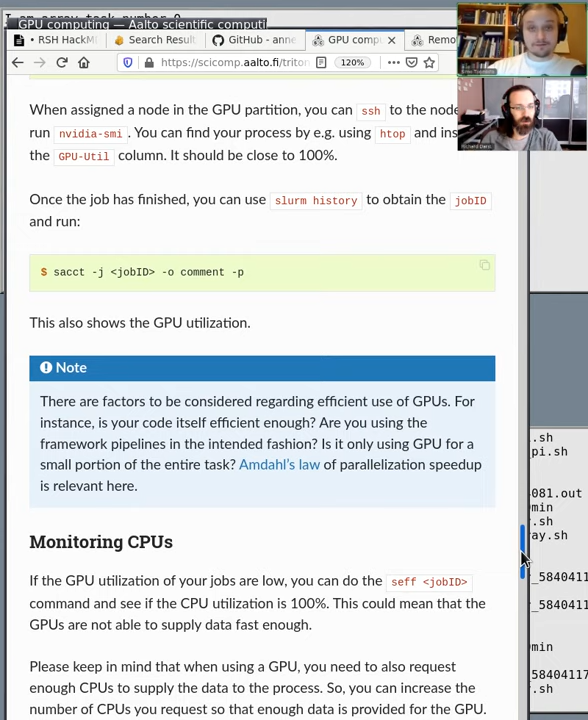 GPU computing — Aalto scientific computi
• RSH HackM
Search Result
GitHub - anne
GPU comp
Remo
https://scicomp.aalto.fi/triton
120%
When assigned a node in the GPU partition, you can ssh to the node
run nvidia-smi . You can find your process by e.g. using htop and ins
the GPU-Util column. It should be close to 100%.
Once the job has finished, you can use slurm history to obtain the jobID
and run:
$ sacct -j <jobID> -o comment -p
This also shows the GPU utilization.
Note
There are factors to be considered regarding efficient use of GPUs. For
instance, is your code itself efficient enough? Are you using the
framework pipelines in the intended fashion? Is it only using GPU for a
small portion of the entire task? Amdahl's law of parallelization speedup
is relevant here.
Monitoring CPUs
If the GPU utilization of your jobs are low, you can do the seff <jobID>
command and see if the CPU utilization is 100%. This could mean that the
GPUs are not able to supply data fast enough.
Please keep in mind that when using a GPU, you need to also request
enough CPUs to supply the data to the process. So, you can increase the
number of CPUs you request so that enough data is provided for the GPU.
.sh
pi.sh
081.out
min
.sh
ay.sh
_5840411
_5840411
min
_58404117
f.sh